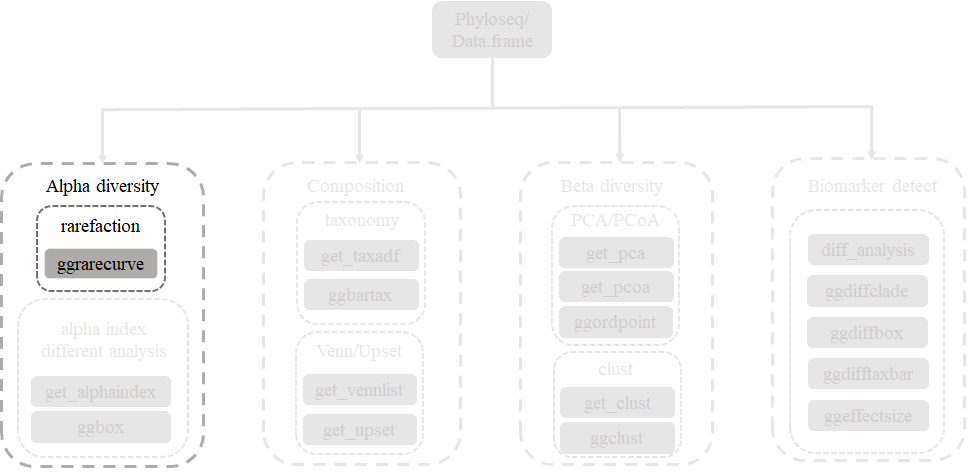 Phyloseq/
Data.frame
Alpha diversity
rarefaction
ggrarecurve
alpha index
different analysis
get_alphaindex
ggbox
Composition
taxonomy
get_taxadf
ggbartax
Venn/Upset
get_vennlist
get_upset
Beta diversity
PCA/PCoA
get_pca
get_pcoa
ggordpoint
clust
get_clust
ggclust
Biomarker detect
diff_analysis
ggdiffclade
ggdiffbox
ggdifftaxbar
ggeffectsize